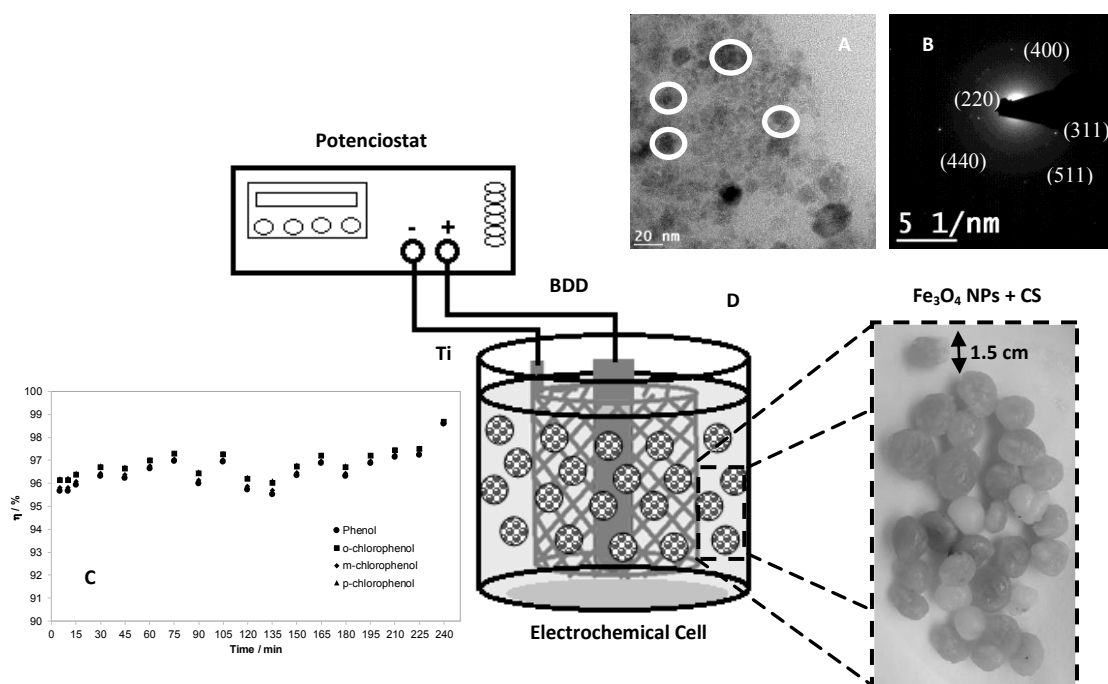 A
20 nm
B
(400)
(220)
(311)
(440)
(511)
5 1/nm
Potenciostat
- +
BDD
D
Ti
Fe₃O₄ NPs + CS
1.5 cm
Electrochemical Cell
100
99
98
97
96
95
94
93
92
91
90
η / %
Phenol
o-chlorophenol
m-chlorophenol
p-chlorophenol
C
0 15 30 45 60 75 90 105 120 135 150 165 180 195 210 225 240
Time / min